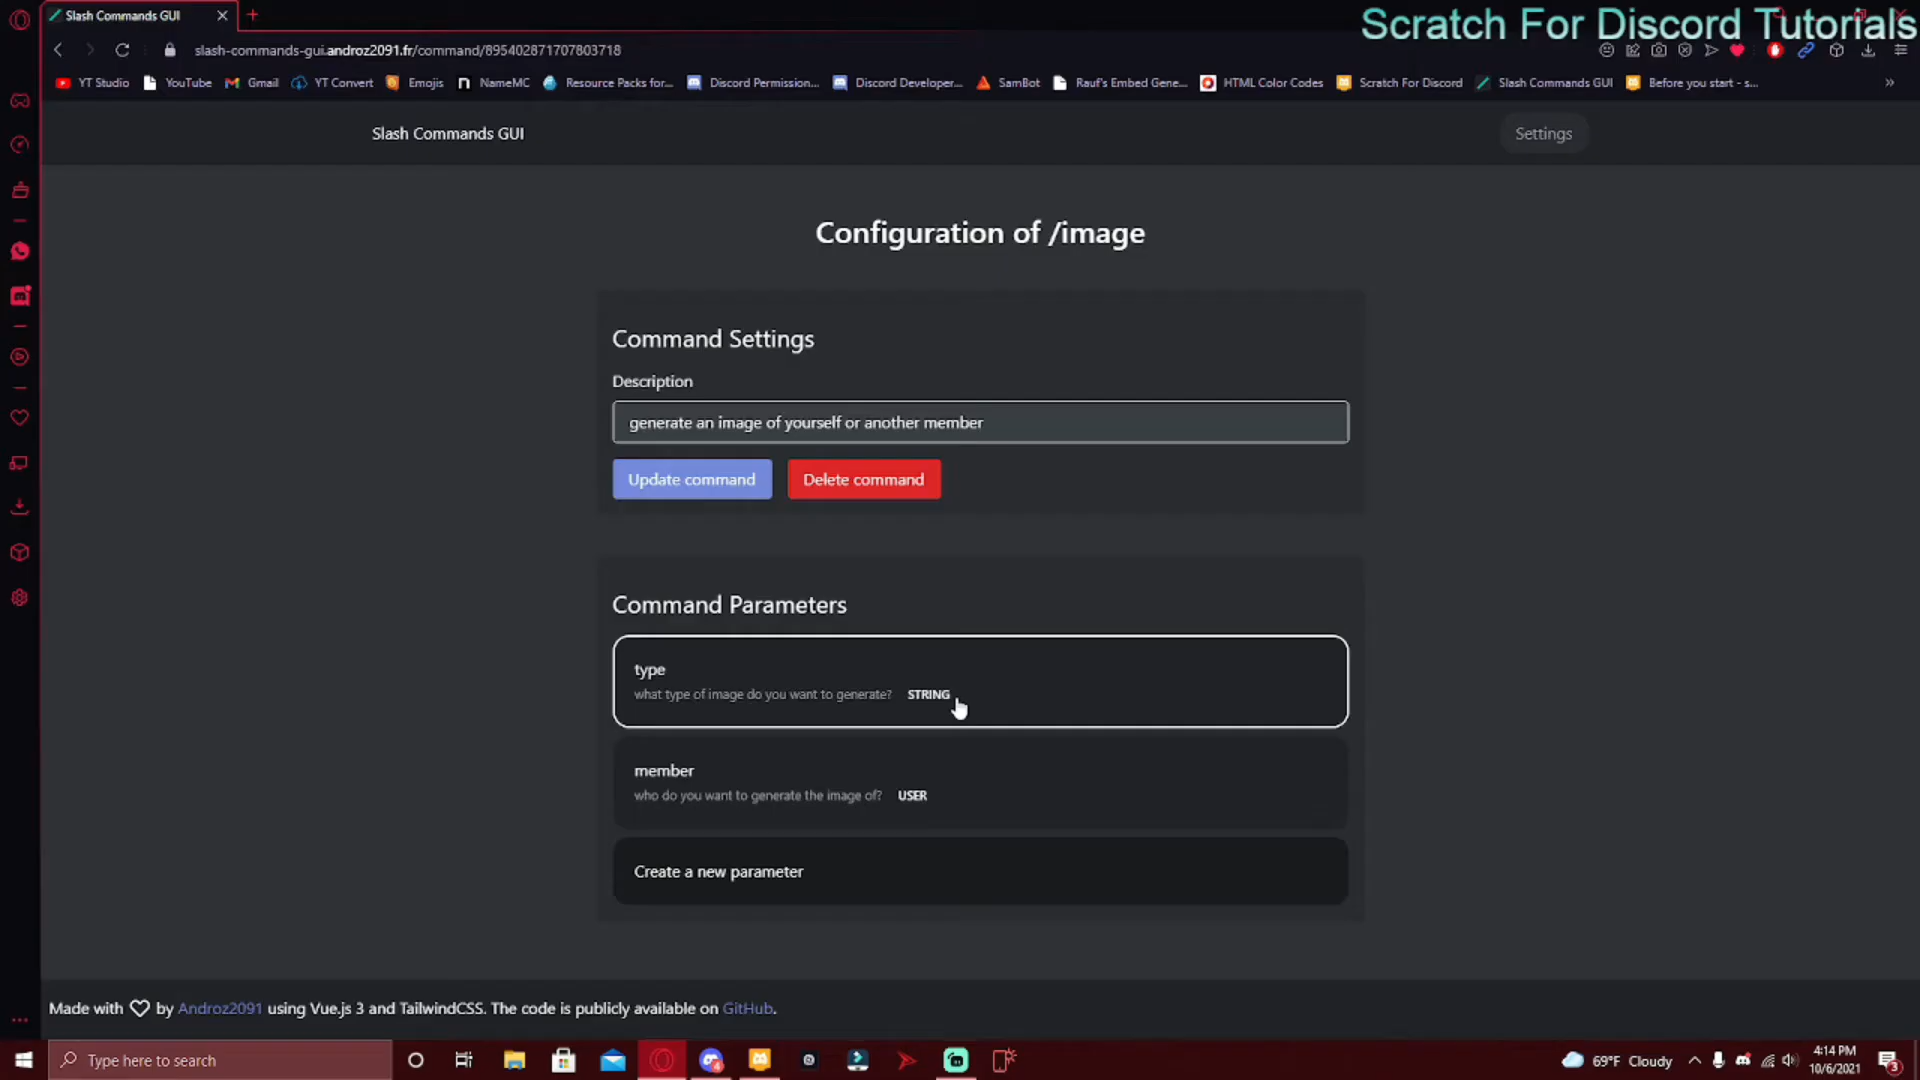 Slash Commands GUI
Scratch For Discord Tutorials
slash-commands-gui.androz2091.fr/command/895402871707803718
YT Studio YouTube Gmail YT Convert Emojis NameMC Resource Packs for... Discord Permission... Discord Developer... SamBot Rauf's Embed Gene... HTML Color Codes Scratch For Discord Slash Commands GUI Before you start - s... »
Slash Commands GUI Settings
Configuration of /image
Command Settings
Description
generate an image of yourself or another member
Update command Delete command
Command Parameters
type
what type of image do you want to generate? STRING
member
who do you want to generate the image of? USER
Create a new parameter
Made with by Androz2091 using Vue.js 3 and TailwindCSS. The code is publicly available on GitHub.
Type here to search
69°F Cloudy
4:14 PM
10/6/2021